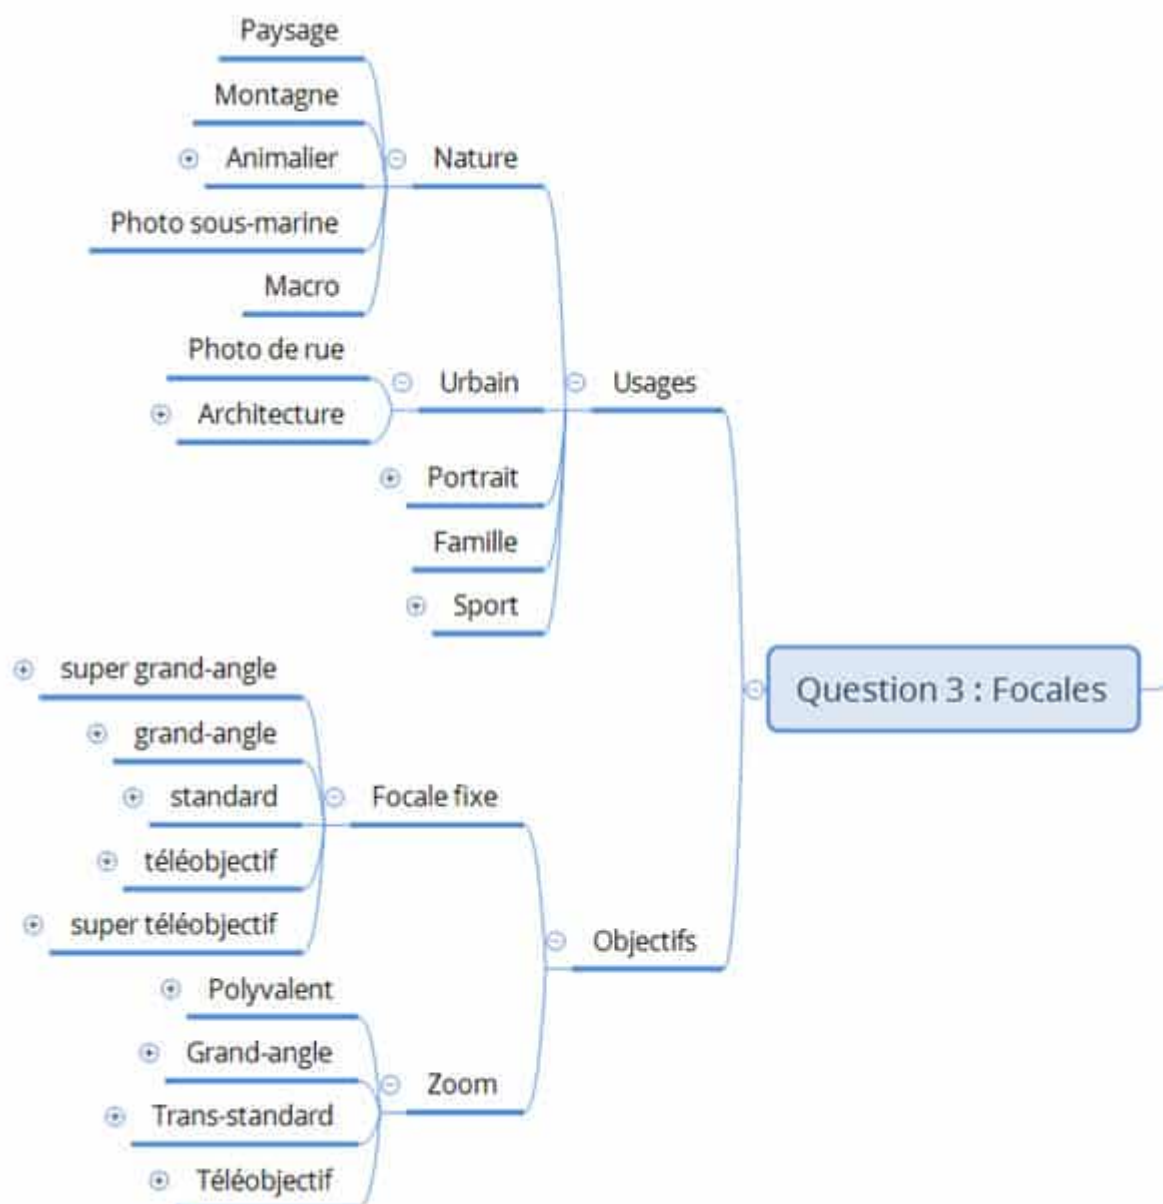 Paysage
Montagne
Animalier
Nature
Photo sous-marine
Macro
Photo de rue
Urbain
Usages
Architecture
Portrait
Famille
Sport
Question 3 : Focales
super grand-angle
grand-angle
standard
Focale fixe
téléobjectif
super téléobjectif
Objectifs
Polyvalent
Grand-angle
Zoom
Trans-standard
Téléobjectif